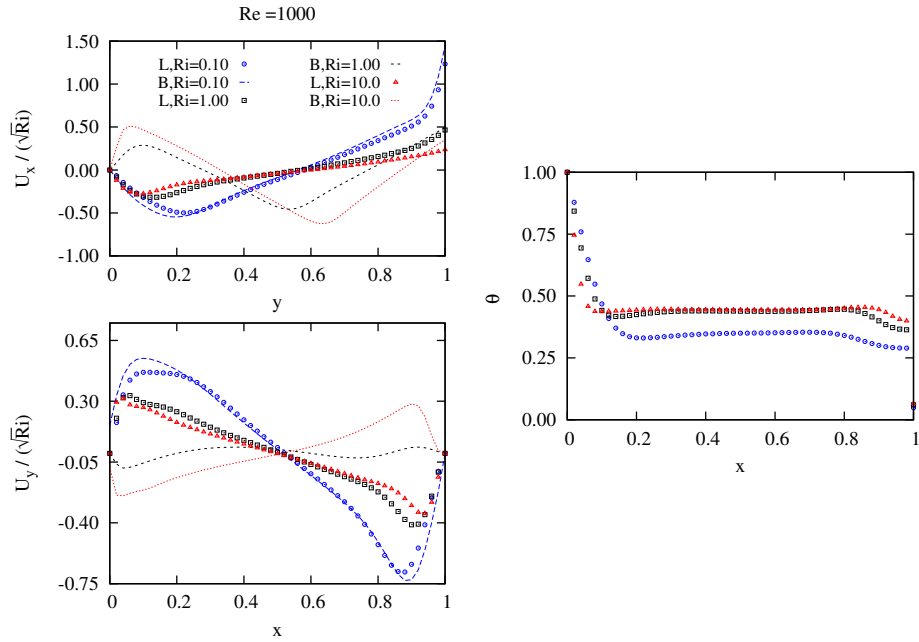 Re =1000
1.50
1.00
0.50
0.00
-0.50
-1.00
U_x / (√Ri)
L,Ri=0.10
B,Ri=0.10
L,Ri=1.00
B,Ri=1.00
L,Ri=10.0
B,Ri=10.0
0 0.2 0.4 0.6 0.8 1
y
0.65
0.30
-0.05
-0.40
-0.75
U_y / (√Ri)
0 0.2 0.4 0.6 0.8 1
x
1.00
0.75
0.50
0.25
0.00
θ
0 0.2 0.4 0.6 0.8 1
x